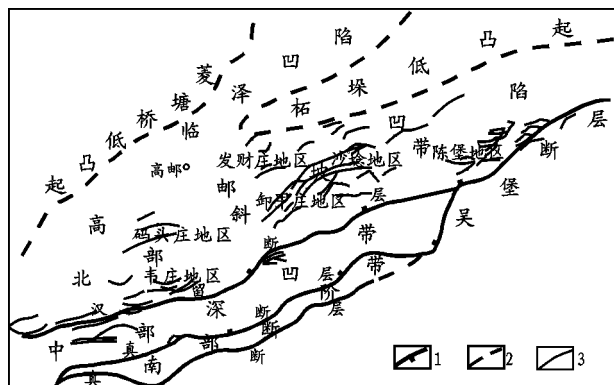 菱塘桥低凸起
临泽凹陷
柘垛低凸起
高邮凹陷
高邮
发财庄地区
沙埝地区
陈堡地区
卸甲庄地区
码头庄地区
韦庄地区
北部斜坡带
吴堡断层
汉留断层
中部深凹带
真断层
南部断阶带
真断层
1 2 3